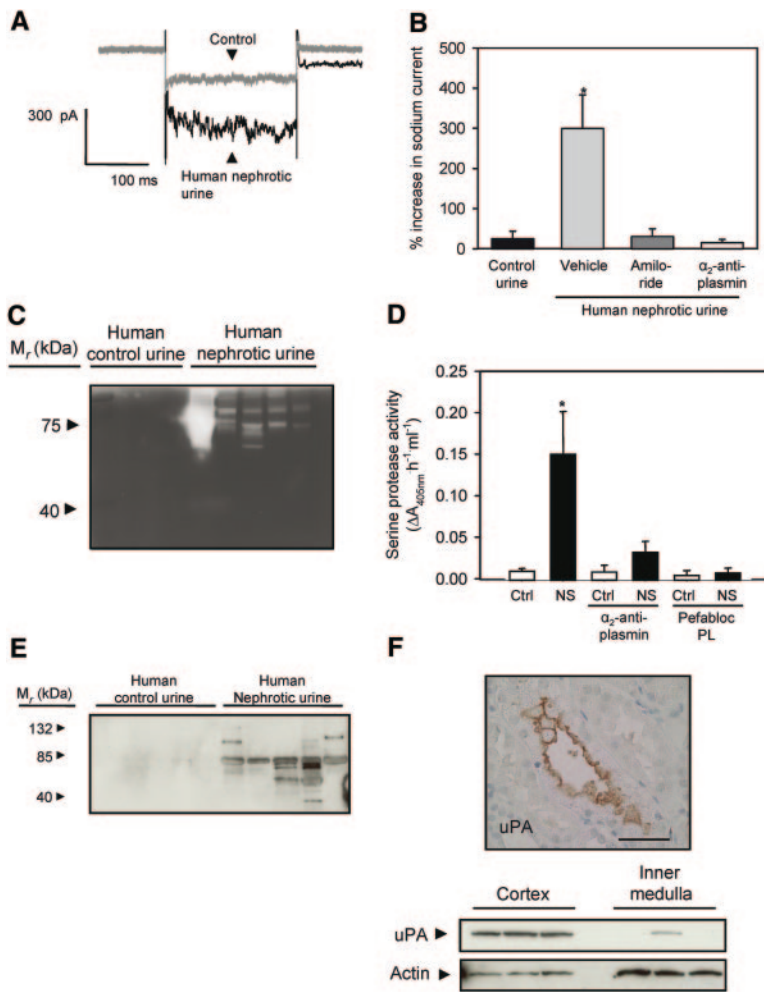 A
Control
300 pA
100 ms
Human nephrotic
urine
B
% increase in sodium current
500
400
300
200
100
0
*
Control
urine
Vehicle
Amilo-
ride
α₂-anti-
plasmin
Human nephrotic urine
C
Mr (kDa)
Human
control urine
Human
nephrotic urine
75
40
D
Serine protease activity
(ΔA405nm·h⁻¹·ml⁻¹)
0.25
0.20
0.15
0.10
0.05
0.00
*
Ctrl NS Ctrl NS Ctrl NS
α₂-anti-
plasmin
Pefabloc
PL
E
Mr (kDa)
Human
control urine
Human
Nephrotic urine
132
85
40
F
uPA
Cortex
Inner
medulla
uPA
Actin